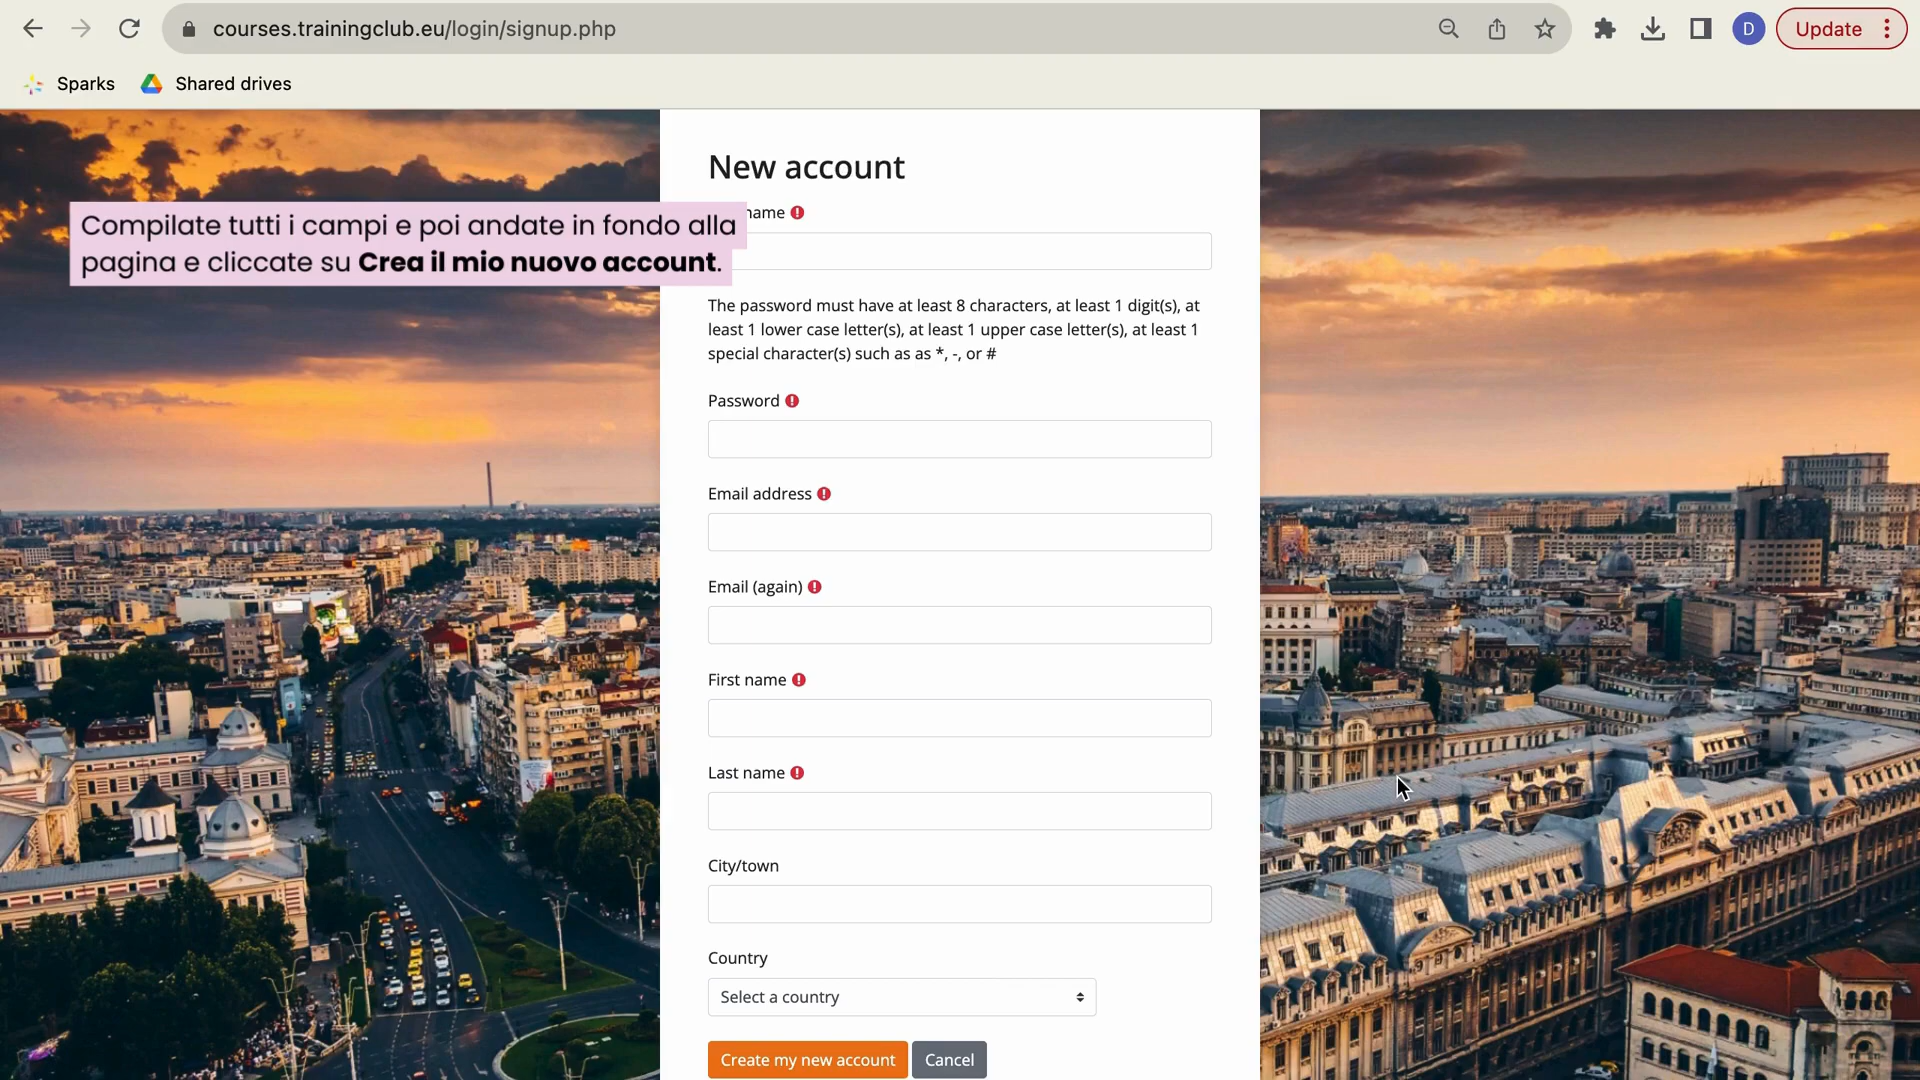 courses.trainingclub.eu/login/signup.php
D
Update
Sparks
Shared drives
New account
Compilate tutti i campi e poi andate in fondo alla
pagina e cliccate su Crea il mio nuovo account.
name
The password must have at least 8 characters, at least 1 digit(s), at
least 1 lower case letter(s), at least 1 upper case letter(s), at least 1
special character(s) such as as *, -, or #
Password
Email address
Email (again)
First name
Last name
City/town
Country
Select a country
Create my new account
Cancel